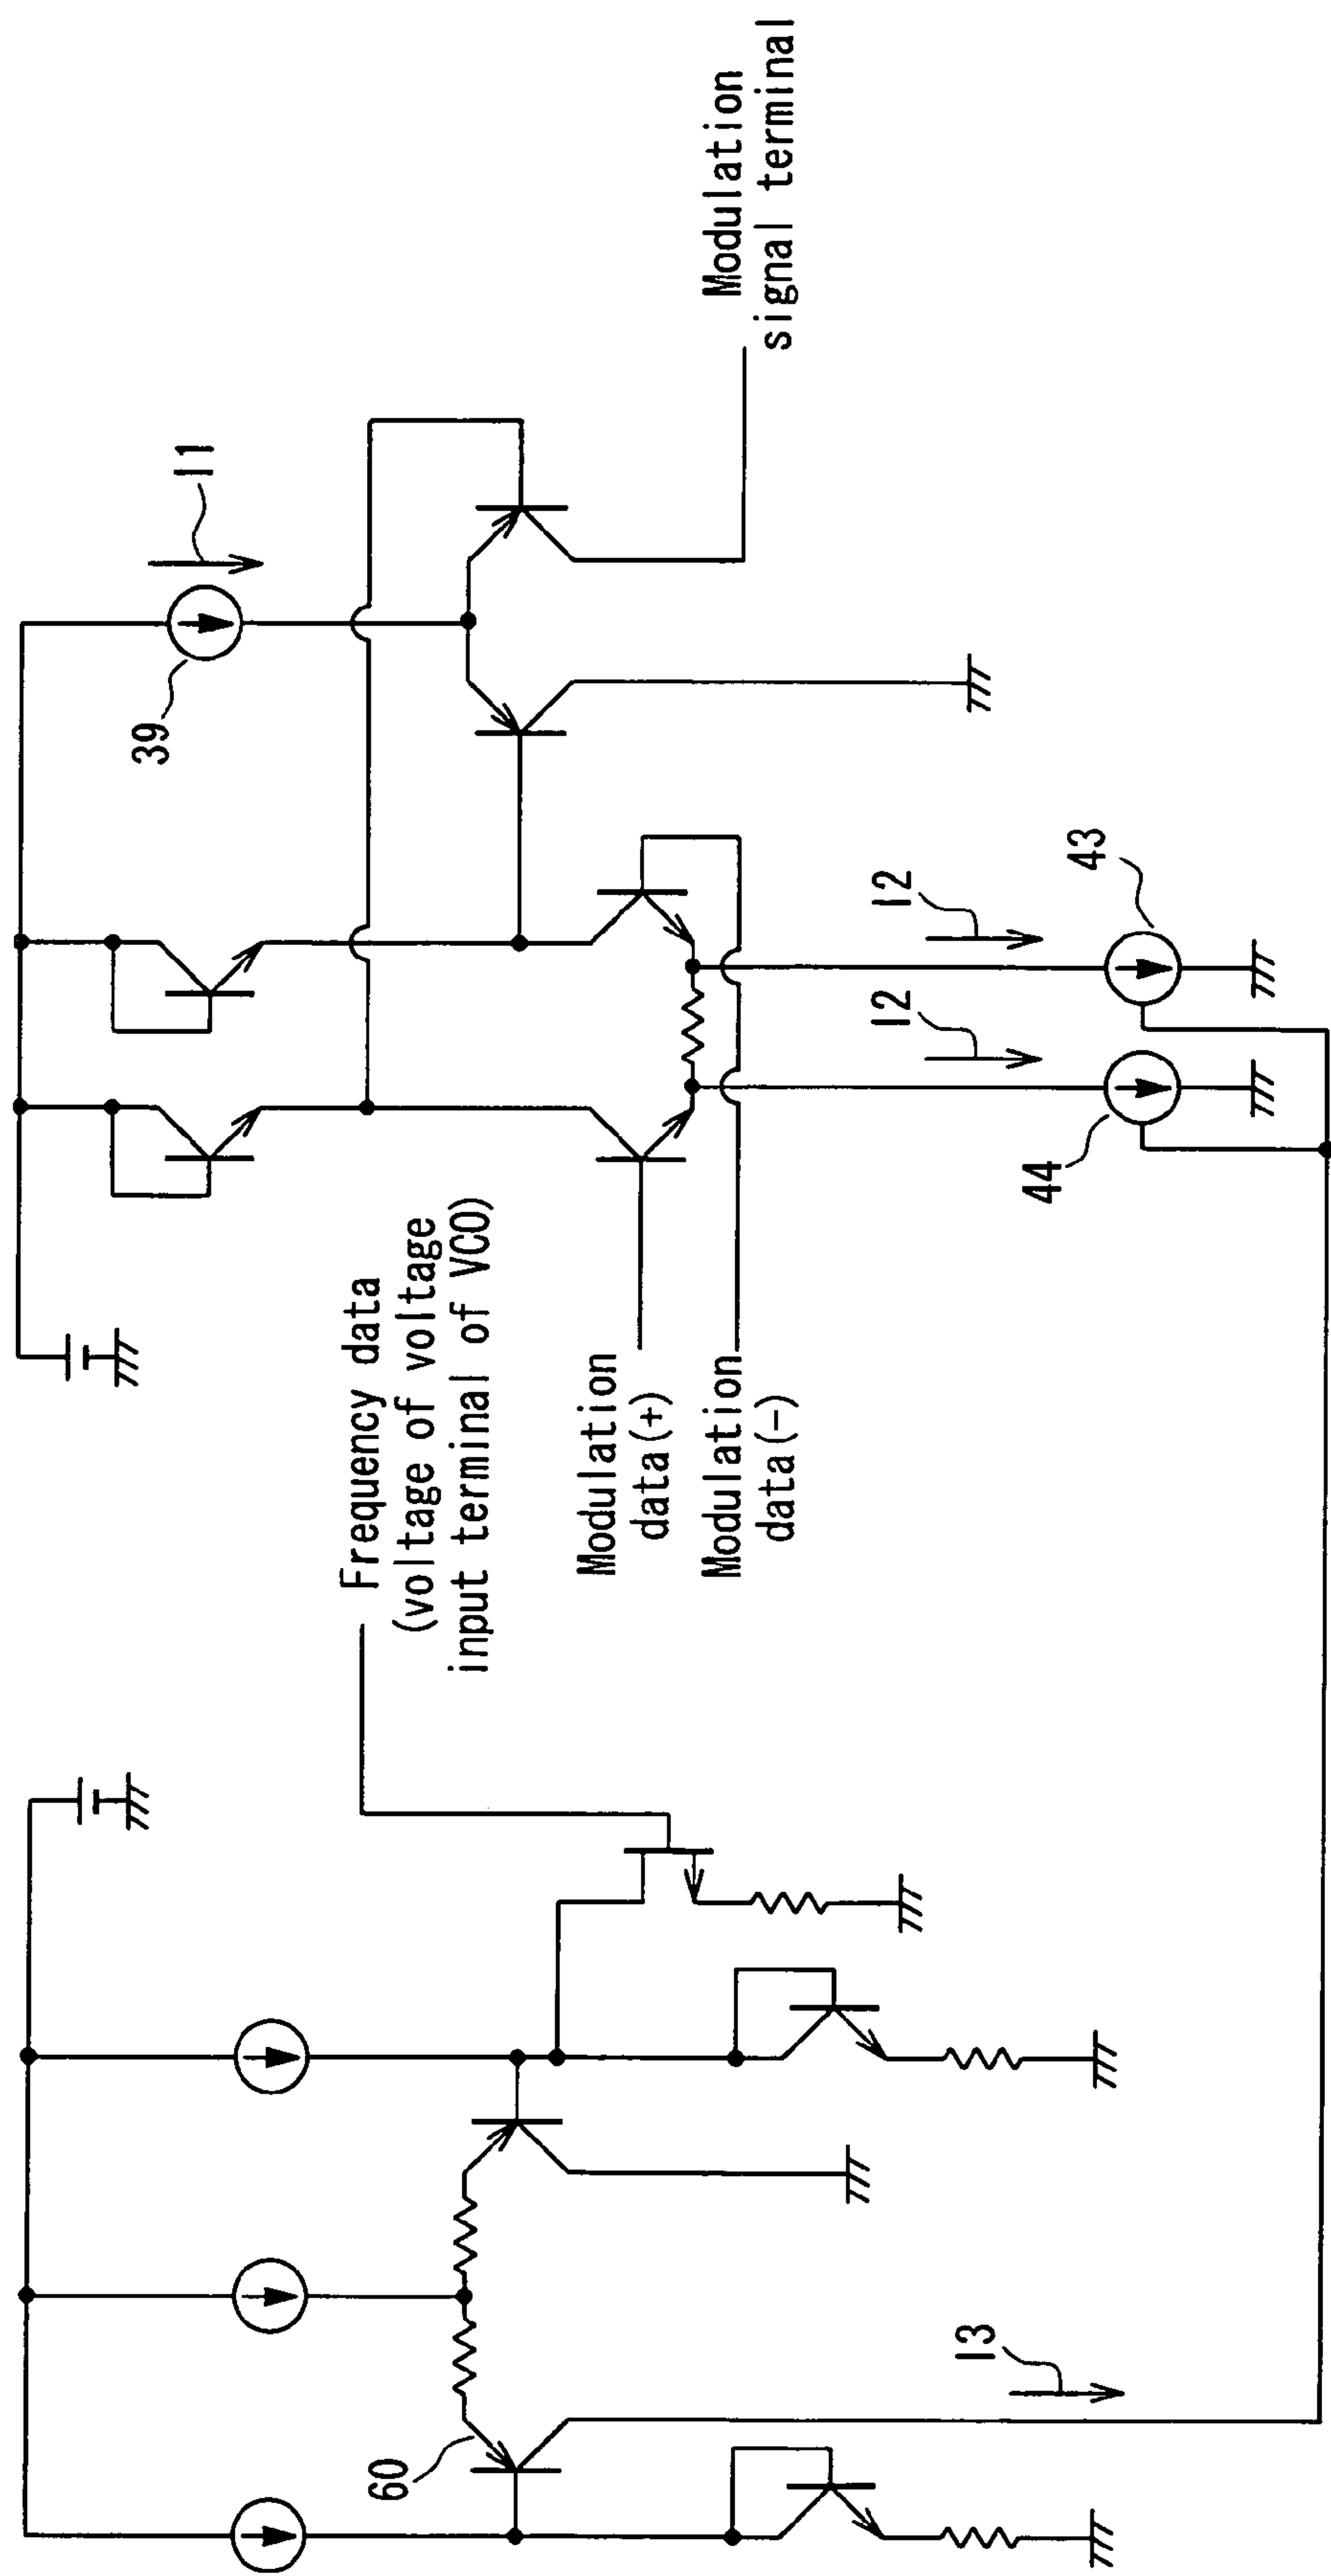 60
I3
Frequency data
(voltage of voltage
input terminal of VCO)
Modulation
data(+)
Modulation
data(-)
44
I2
I2
43
39
I1
Modulation
signal terminal